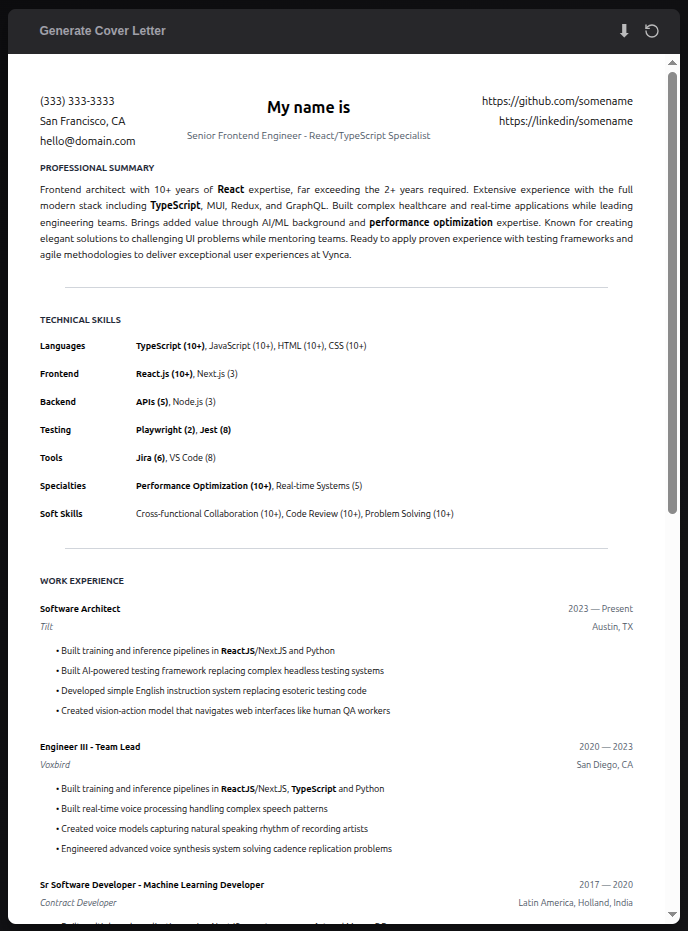 Generate Cover Letter
(333) 333-3333
San Francisco, CA
hello@domain.com
My name is
Senior Frontend Engineer - React/TypeScript Specialist
https://github.com/somename
https://linkedin/somename
PROFESSIONAL SUMMARY
Frontend architect with 10+ years of React expertise, far exceeding the 2+ years required. Extensive experience with the full
modern stack including TypeScript, MUI, Redux, and GraphQL. Built complex healthcare and real-time applications while leading
engineering teams. Brings added value through AI/ML background and performance optimization expertise. Known for creating
elegant solutions to challenging UI problems while mentoring teams. Ready to apply proven experience with testing frameworks and
agile methodologies to deliver exceptional user experiences at Vynca.
TECHNICAL SKILLS
Languages TypeScript (10+), JavaScript (10+), HTML (10+), CSS (10+)
Frontend React.js (10+), Next.js (3)
Backend APIs (5), Node.js (3)
Testing Playwright (2), Jest (8)
Tools Jira (6), VS Code (8)
Specialties Performance Optimization (10+), Real-time Systems (5)
Soft Skills Cross-functional Collaboration (10+), Code Review (10+), Problem Solving (10+)
WORK EXPERIENCE
Software Architect 2023 — Present
Tilt Austin, TX
• Built training and inference pipelines in ReactJS/NextJS and Python
• Built AI-powered testing framework replacing complex headless testing systems
• Developed simple English instruction system replacing esoteric testing code
• Created vision-action model that navigates web interfaces like human QA workers
Engineer III - Team Lead 2020 — 2023
Voxbird San Diego, CA
• Built training and inference pipelines in ReactJS/NextJS, TypeScript and Python
• Built real-time voice processing handling complex speech patterns
• Created voice models capturing natural speaking rhythm of recording artists
• Engineered advanced voice synthesis system solving cadence replication problems
Sr Software Developer - Machine Learning Developer 2017 — 2020
Contract Developer Latin America, Holland, India